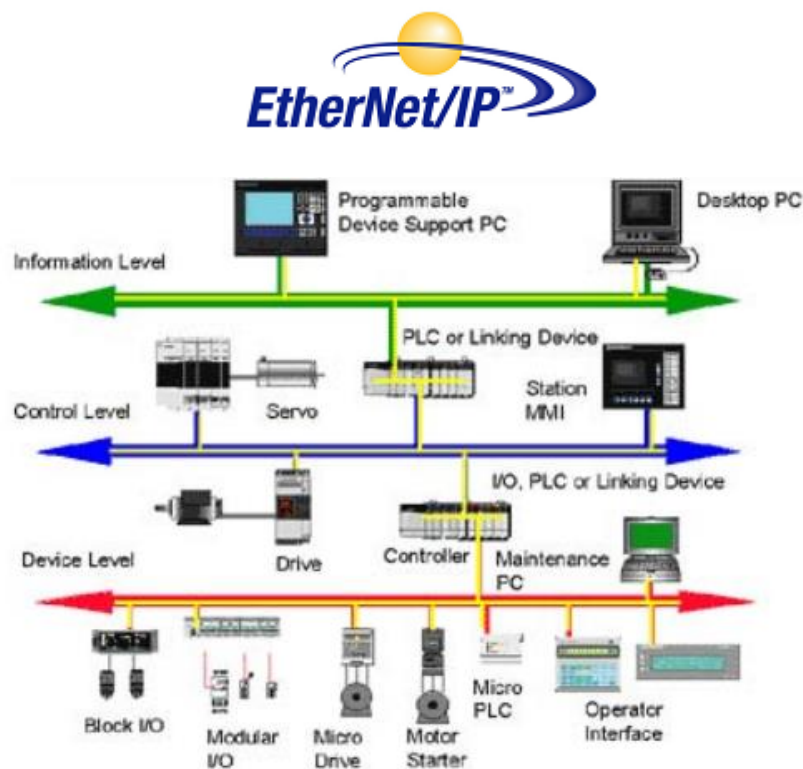 EtherNet/IP™
Programmable
Device Support PC
Desktop PC
Information Level
PLC or Linking Device
Servo
Station
MMI
Control Level
I/O, PLC or Linking Device
Drive
Controller
Maintenance
PC
Device Level
Block I/O
Modular
I/O
Micro
Drive
Motor
Starter
Micro
PLC
Operator
Interface